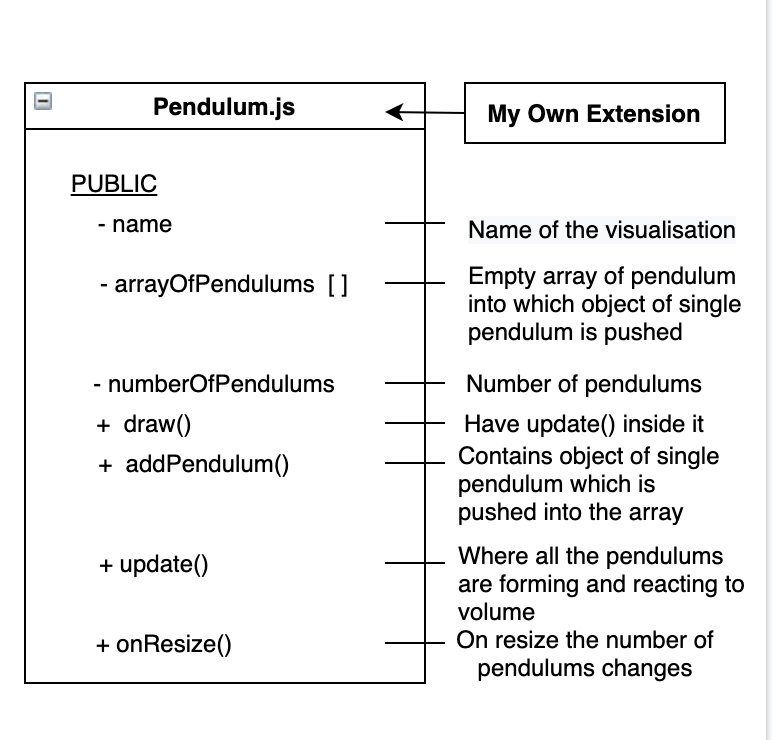 Pendulum.js
My Own Extension
PUBLIC
- name
Name of the visualisation
- arrayOfPendulums [ ]
Empty array of pendulum
into which object of single
pendulum is pushed
- numberOfPendulums
Number of pendulums
+ draw()
Have update() inside it
+ addPendulum()
Contains object of single
pendulum which is
pushed into the array
+ update()
Where all the pendulums
are forming and reacting to
volume
+ onResize()
On resize the number of
pendulums changes